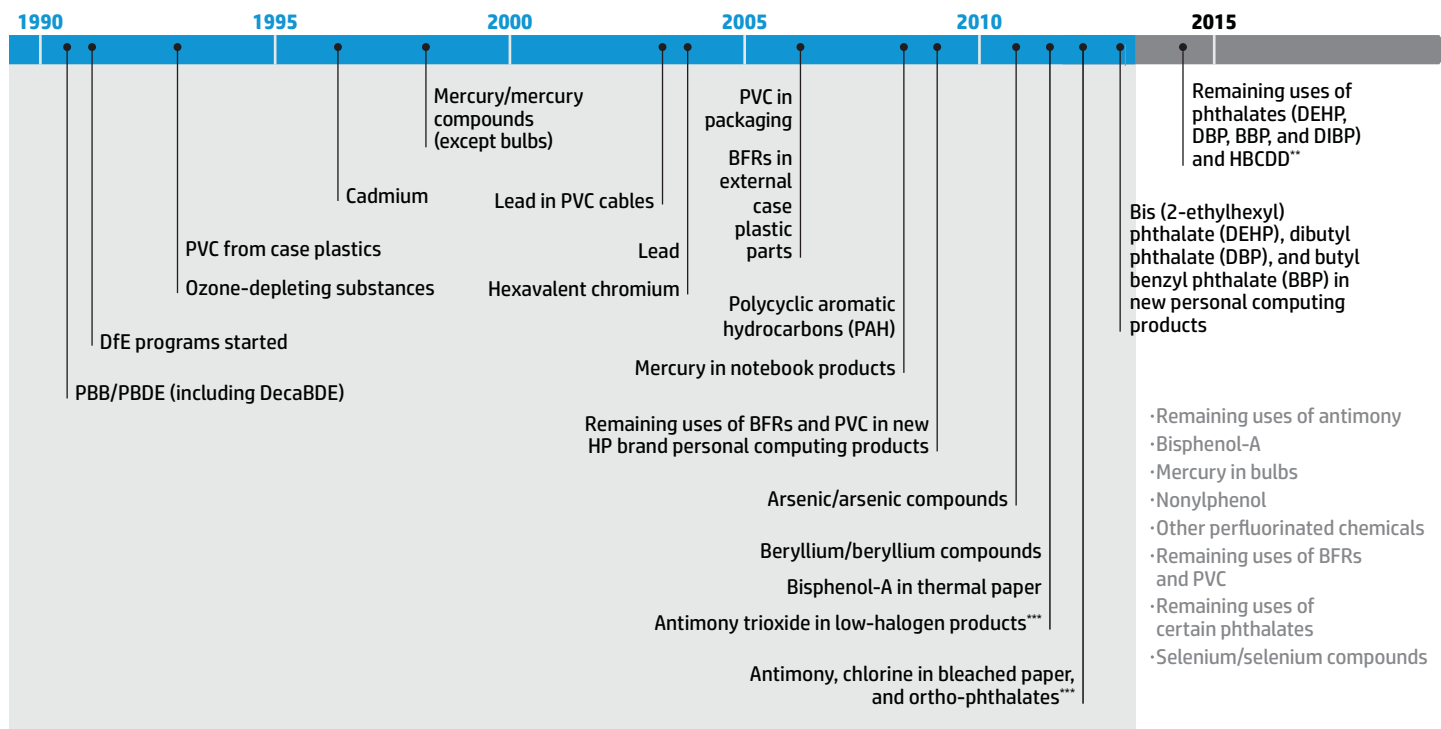 1990 1995 2000 2005 2010 2015
Mercury/mercury
compounds
(except bulbs)
PVC in
packaging
BFRs in
external
case
plastic
parts
Remaining uses of
phthalates (DEHP,
DBP, BBP, and DIBP)
and HBCDD**
Cadmium
Lead in PVC cables
Bis (2-ethylhexyl)
phthalate (DEHP), dibutyl
phthalate (DBP), and butyl
benzyl phthalate (BBP) in
new personal computing
products
PVC from case plastics
Ozone-depleting substances
Lead
Hexavalent chromium
Polycyclic aromatic
hydrocarbons (PAH)
Mercury in notebook products
DfE programs started
PBB/PBDE (including DecaBDE)
Remaining uses of BFRs and PVC in new
HP brand personal computing products
Arsenic/arsenic compounds
Beryllium/beryllium compounds
Bisphenol-A in thermal paper
Antimony trioxide in low-halogen products***
Antimony, chlorine in bleached paper,
and ortho-phthalates***
·Remaining uses of antimony
·Bisphenol-A
·Mercury in bulbs
·Nonylphenol
·Other perfluorinated chemicals
·Remaining uses of BFRs
and PVC
·Remaining uses of
certain phthalates
·Selenium/selenium compounds